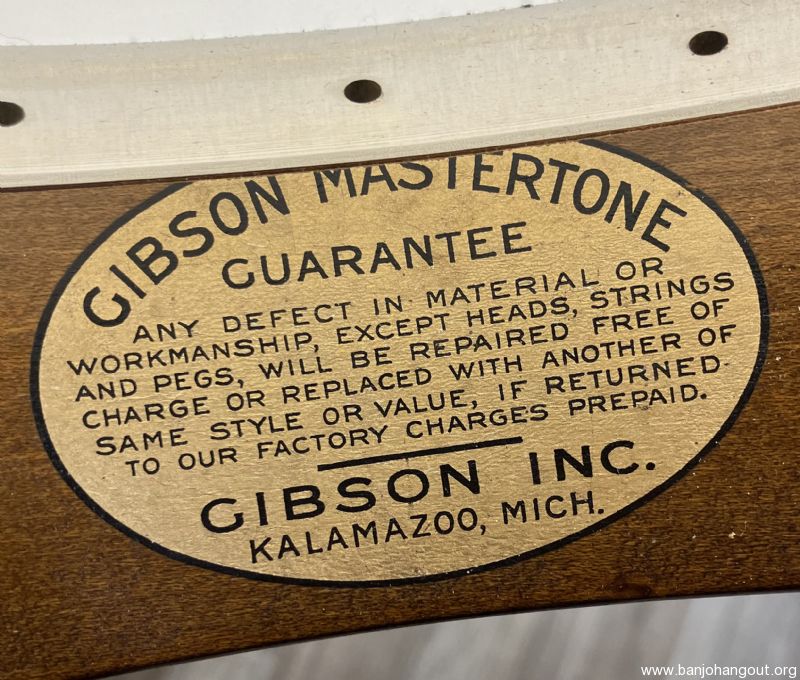 GIBSON MASTERTONE
GUARANTEE
ANY DEFECT IN MATERIAL OR
WORKMANSHIP, EXCEPT HEADS, STRINGS
AND PEGS, WILL BE REPAIRED FREE OF
CHARGE OR REPLACED WITH ANOTHER OF
SAME STYLE OR VALUE, IF RETURNED
TO OUR FACTORY CHARGES PREPAID.
GIBSON INC.
KALAMAZOO, MICH.
www.banjohangout.org